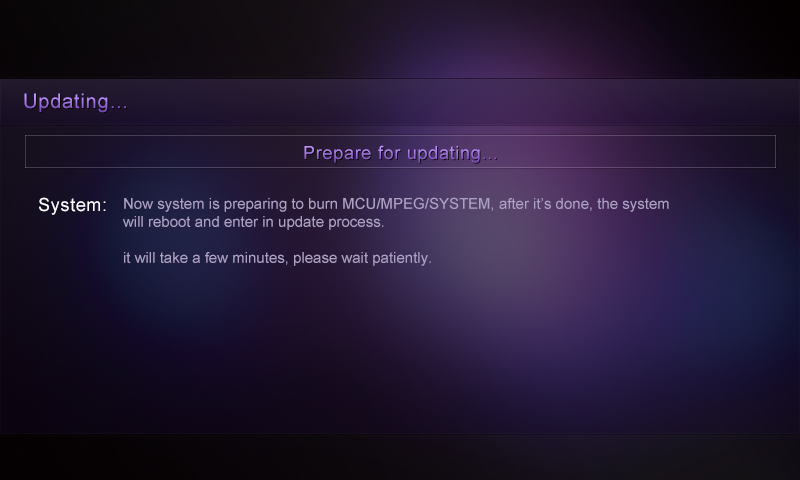 Updating...
Prepare for updating...
System: Now system is preparing to burn MCU/MPEG/SYSTEM, after it's done, the system
will reboot and enter in update process.
it will take a few minutes, please wait patiently.